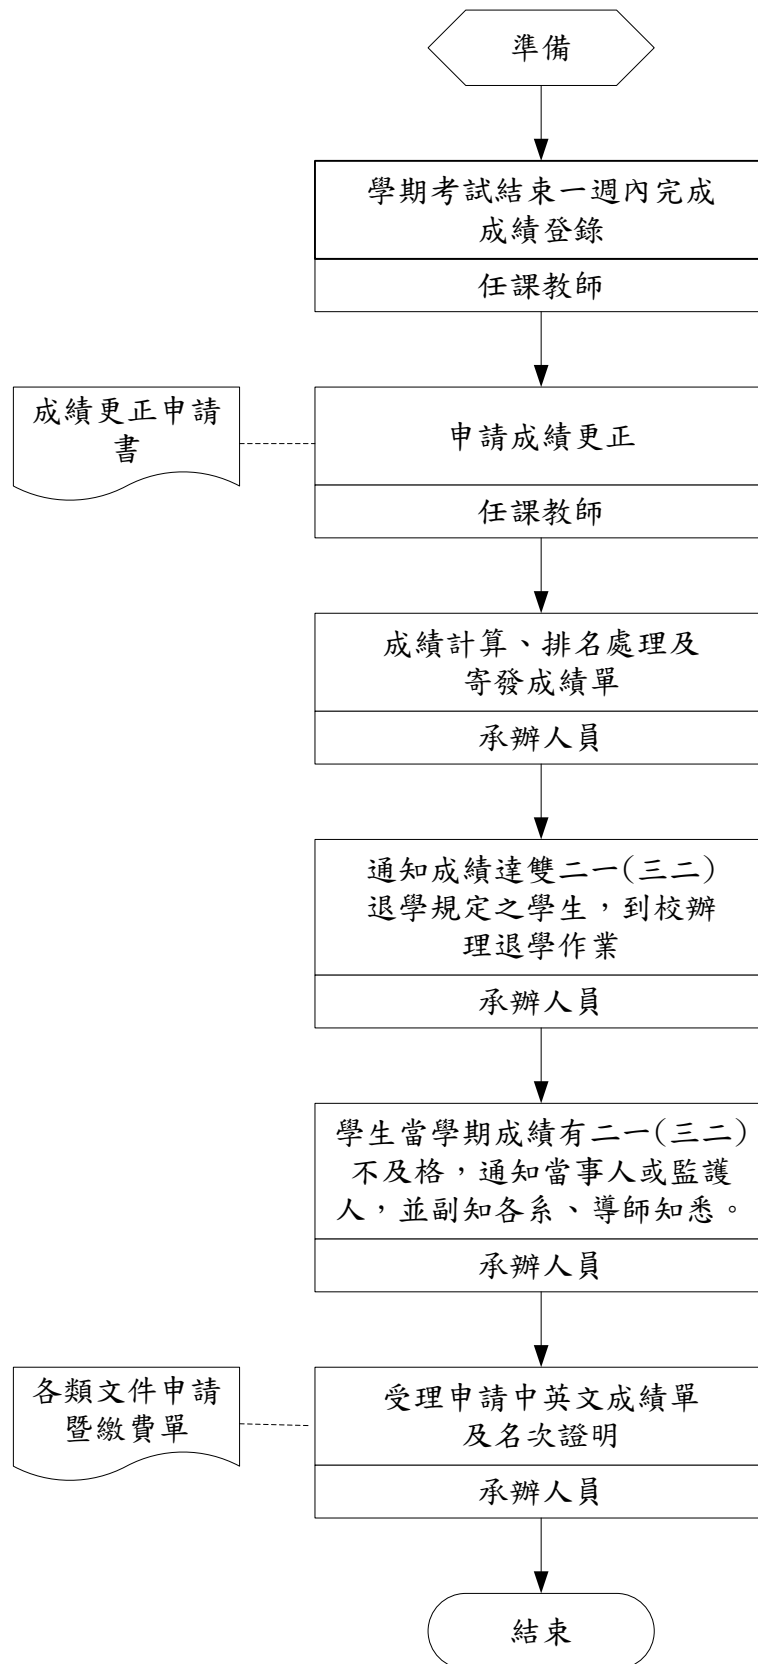 準備
學期考試結束一週內完成
成績登錄
任課教師
成績更正申請
書
申請成績更正
任課教師
成績計算、排名處理及
寄發成績單
承辦人員
通知成績達雙二一(三二)
退學規定之學生，到校辦
理退學作業
承辦人員
學生當學期成績有二一(三二)
不及格，通知當事人或監護
人，並副知各系、導師知悉。
承辦人員
各類文件申請
暨繳費單
受理申請中英文成績單
及名次證明
承辦人員
結束